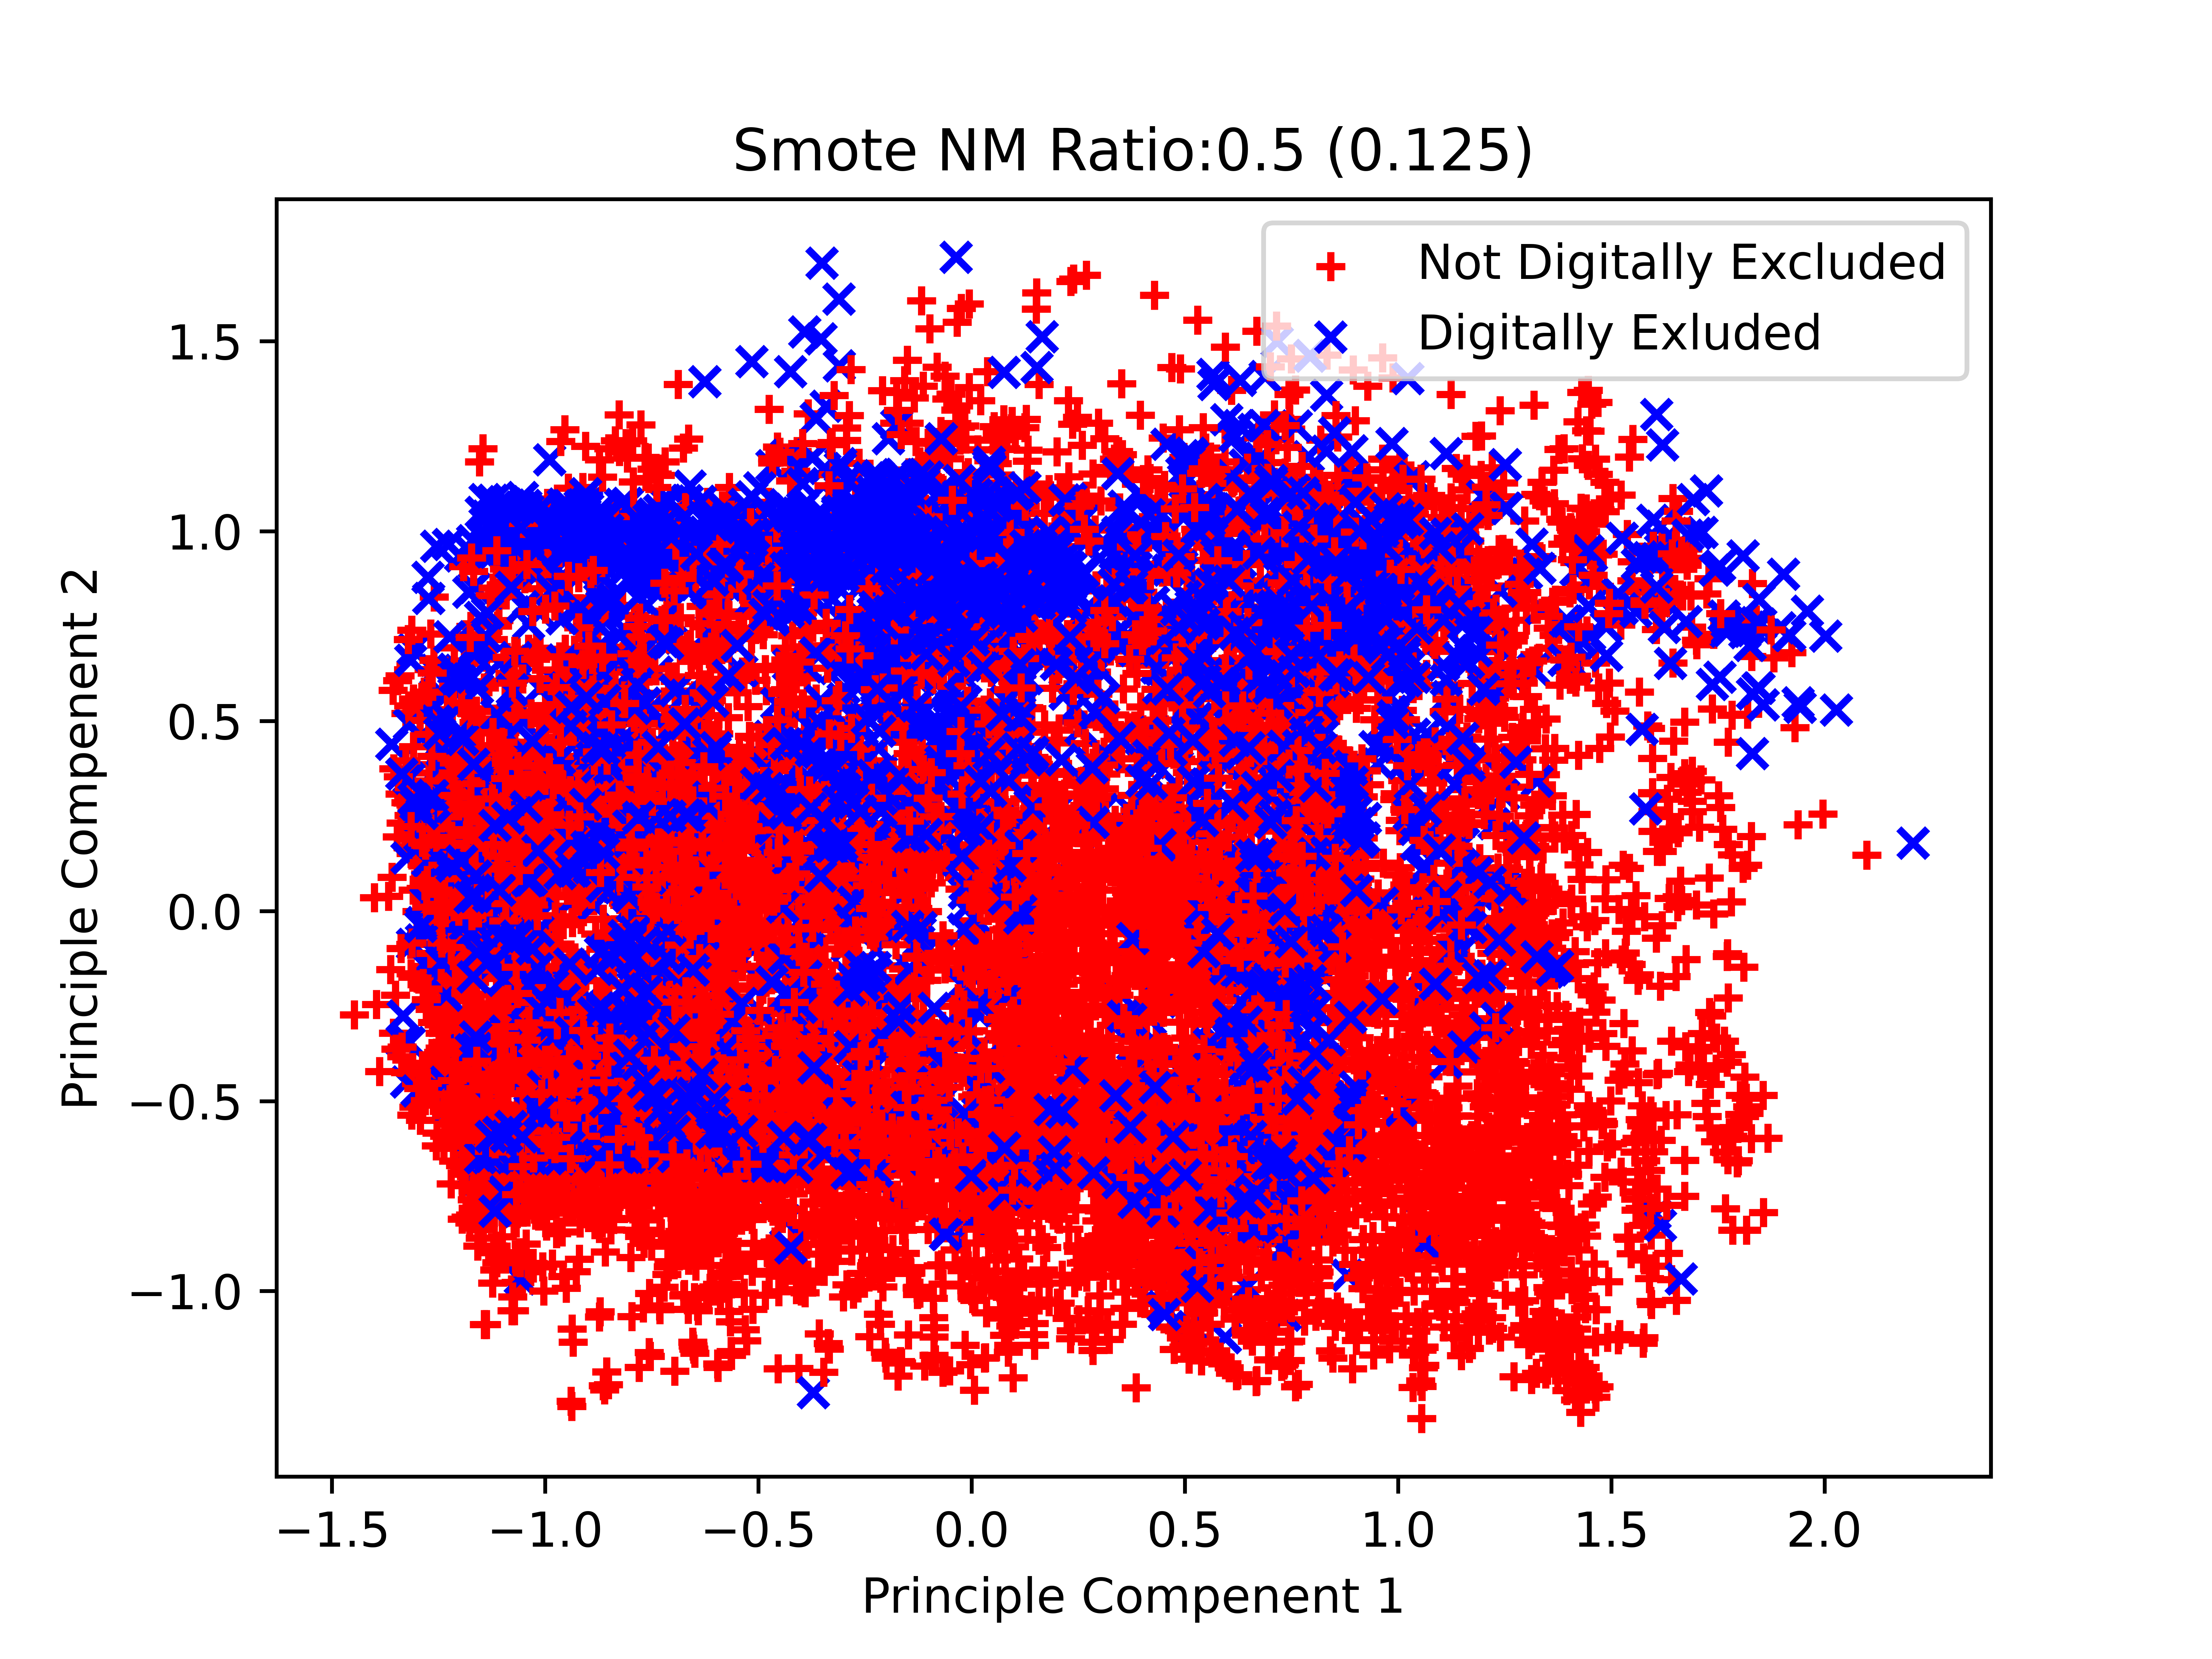 Smote NM Ratio:0.5 (0.125)
Not Digitally Excluded
Digitally Exluded
Principle Compenent 2
1.5
1.0
0.5
0.0
−0.5
−1.0
−1.5 −1.0 −0.5 0.0 0.5 1.0 1.5 2.0
Principle Compenent 1